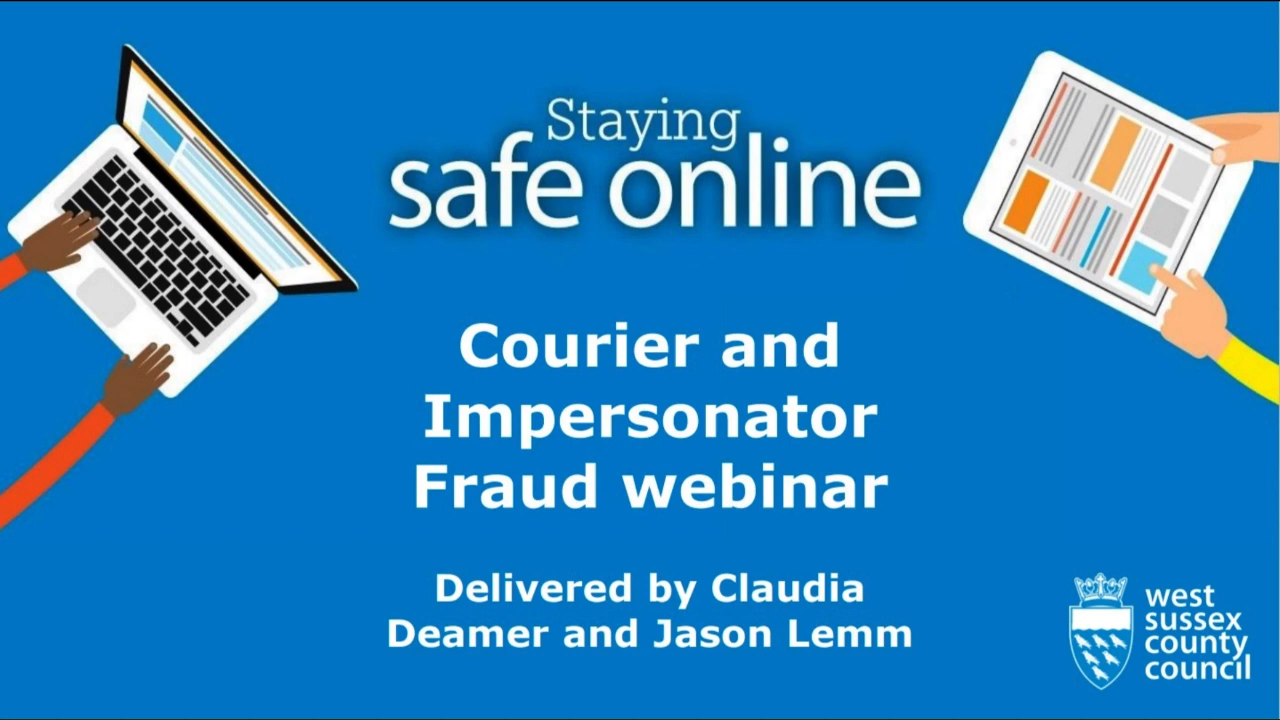 Staying
safe online
Courier and
Impersonator
Fraud webinar
Delivered by Claudia
Deamer and Jason Lemm
west
sussex
county
council